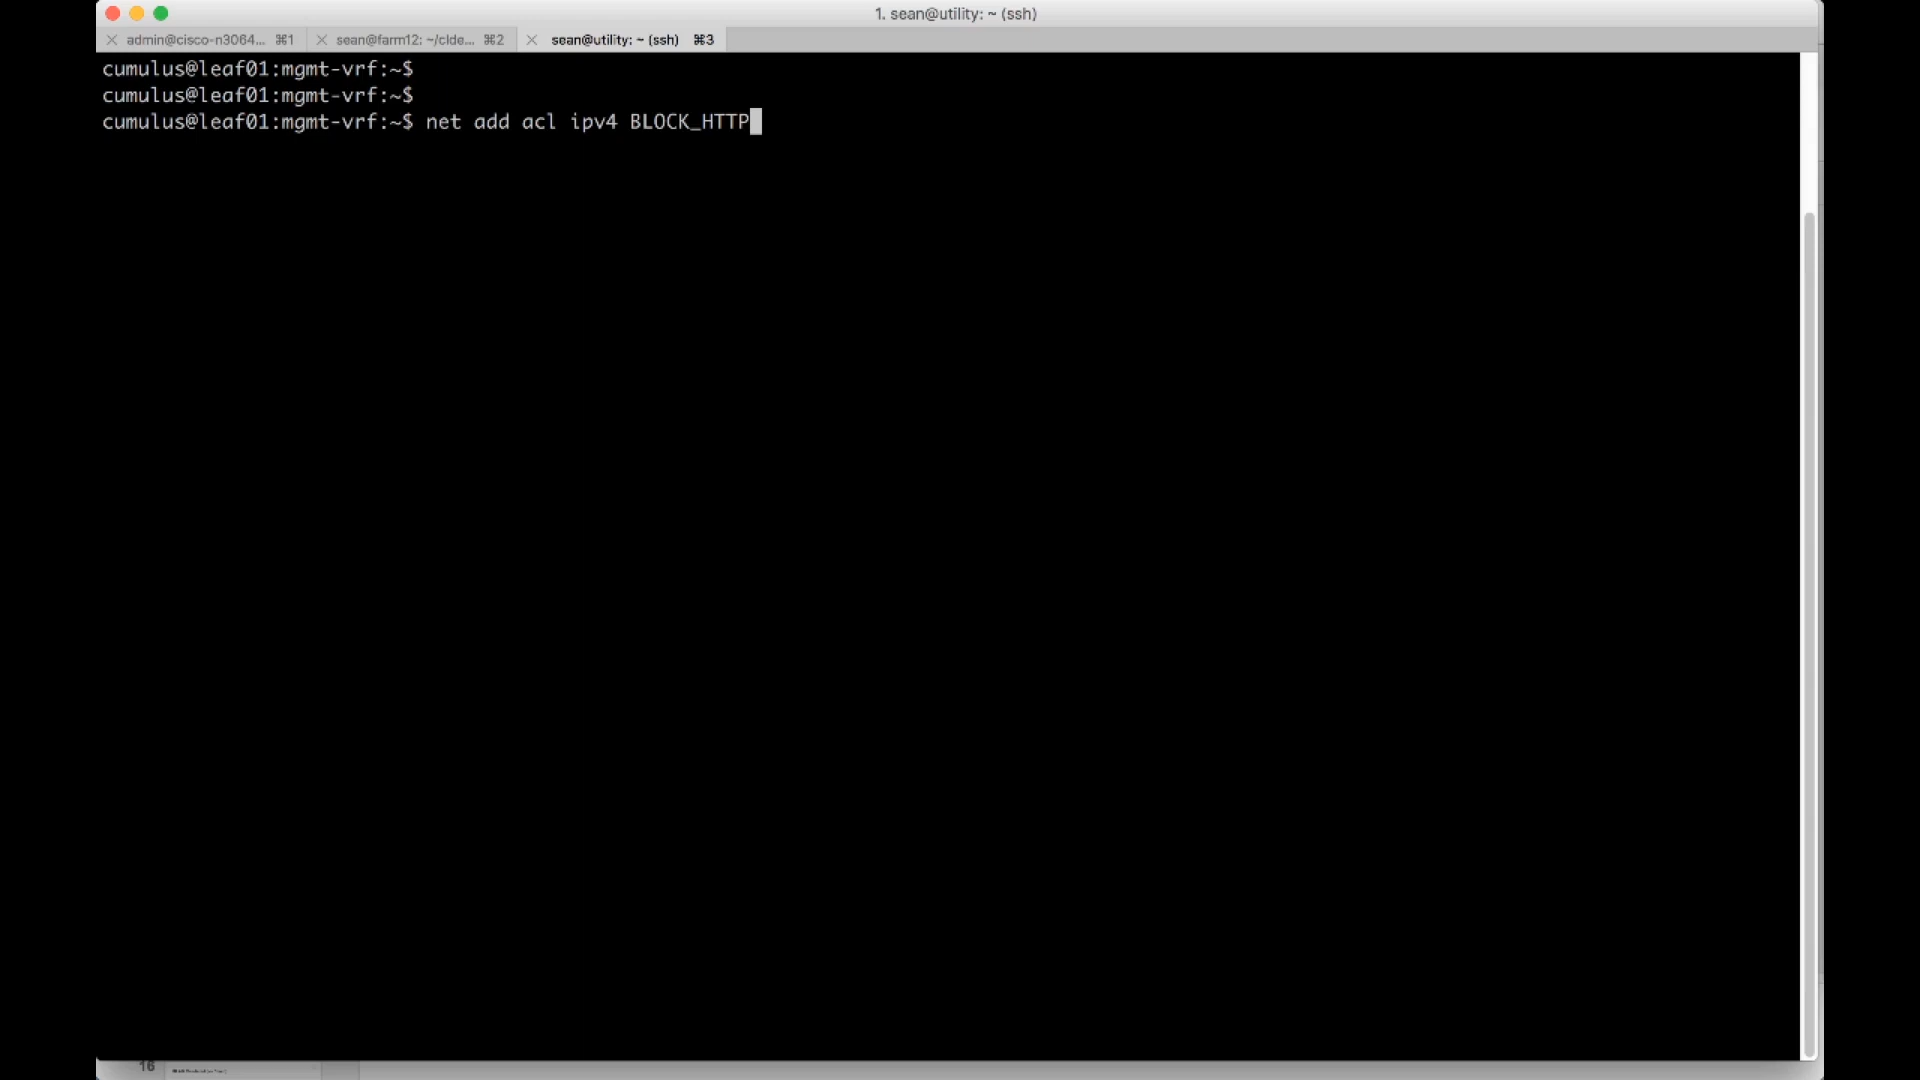 1. sean@utility: ~ (ssh)
admin@cisco-n3064... ⌘1 sean@farm12: ~/clde... ⌘2 sean@utility: ~ (ssh) ⌘3
cumulus@leaf01:mgmt-vrf:~$
cumulus@leaf01:mgmt-vrf:~$
cumulus@leaf01:mgmt-vrf:~$ net add acl ipv4 BLOCK_HTTP
16